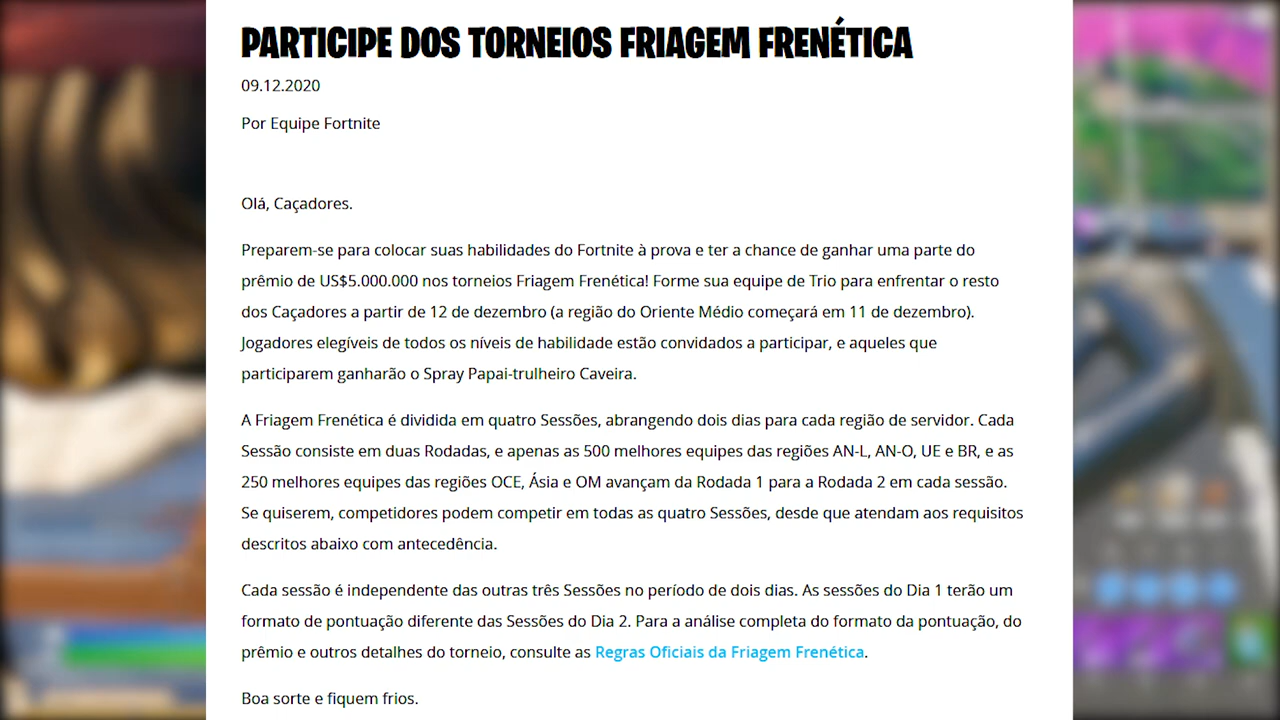 PARTICIPE DOS TORNEIOS FRIAGEM FRENÉTICA
09.12.2020
Por Equipe Fortnite
Olá, Caçadores.
Preparem-se para colocar suas habilidades do Fortnite à prova e ter a chance de ganhar uma parte do
prêmio de US$5.000.000 nos torneios Friagem Frenética! Forme sua equipe de Trio para enfrentar o resto
dos Caçadores a partir de 12 de dezembro (a região do Oriente Médio começará em 11 de dezembro).
Jogadores elegíveis de todos os níveis de habilidade estão convidados a participar, e aqueles que
participarem ganharão o Spray Papai-trulheiro Caveira.
A Friagem Frenética é dividida em quatro Sessões, abrangendo dois dias para cada região de servidor. Cada
Sessão consiste em duas Rodadas, e apenas as 500 melhores equipes das regiões AN-L, AN-O, UE e BR, e as
250 melhores equipes das regiões OCE, Ásia e OM avançam da Rodada 1 para a Rodada 2 em cada sessão.
Se quiserem, competidores podem competir em todas as quatro Sessões, desde que atendam aos requisitos
descritos abaixo com antecedência.
Cada sessão é independente das outras três Sessões no período de dois dias. As sessões do Dia 1 terão um
formato de pontuação diferente das Sessões do Dia 2. Para a análise completa do formato da pontuação, do
prêmio e outros detalhes do torneio, consulte as Regras Oficiais da Friagem Frenética.
Boa sorte e fiquem frios.